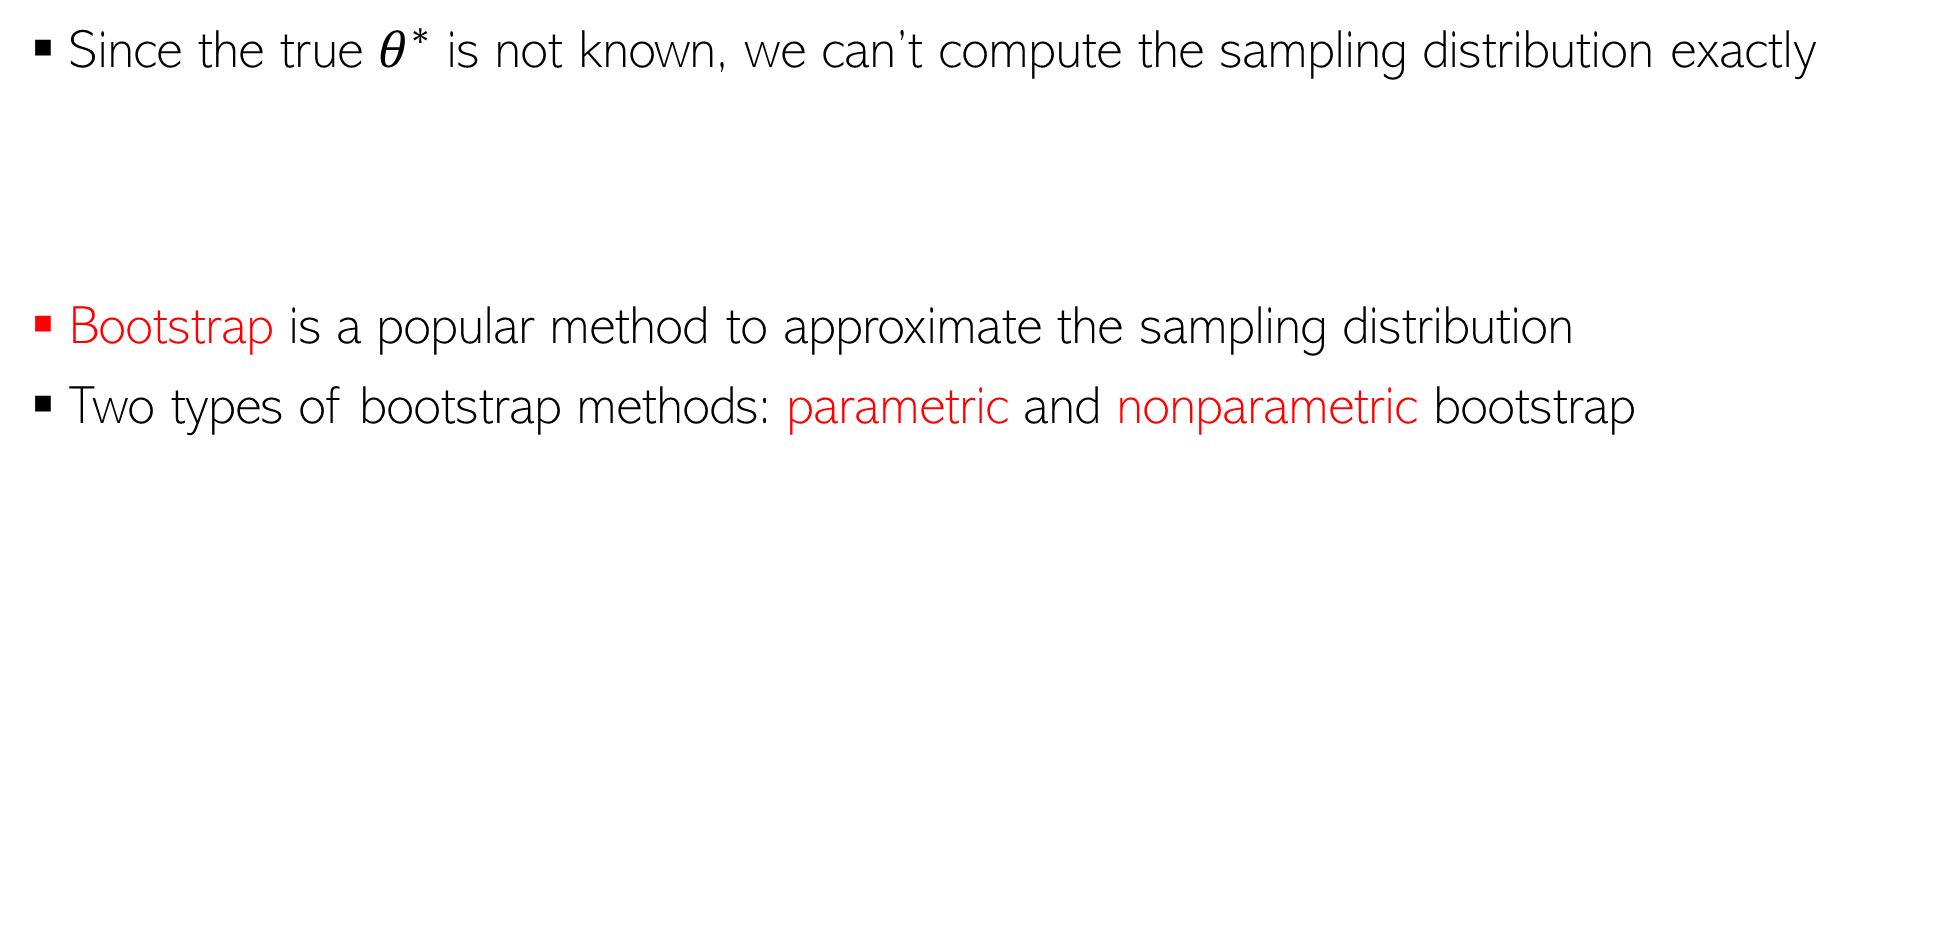 ▪ Since the true θ* is not known, we can't compute the sampling distribution exactly
▪ Bootstrap is a popular method to approximate the sampling distribution
▪ Two types of bootstrap methods: parametric and nonparametric bootstrap